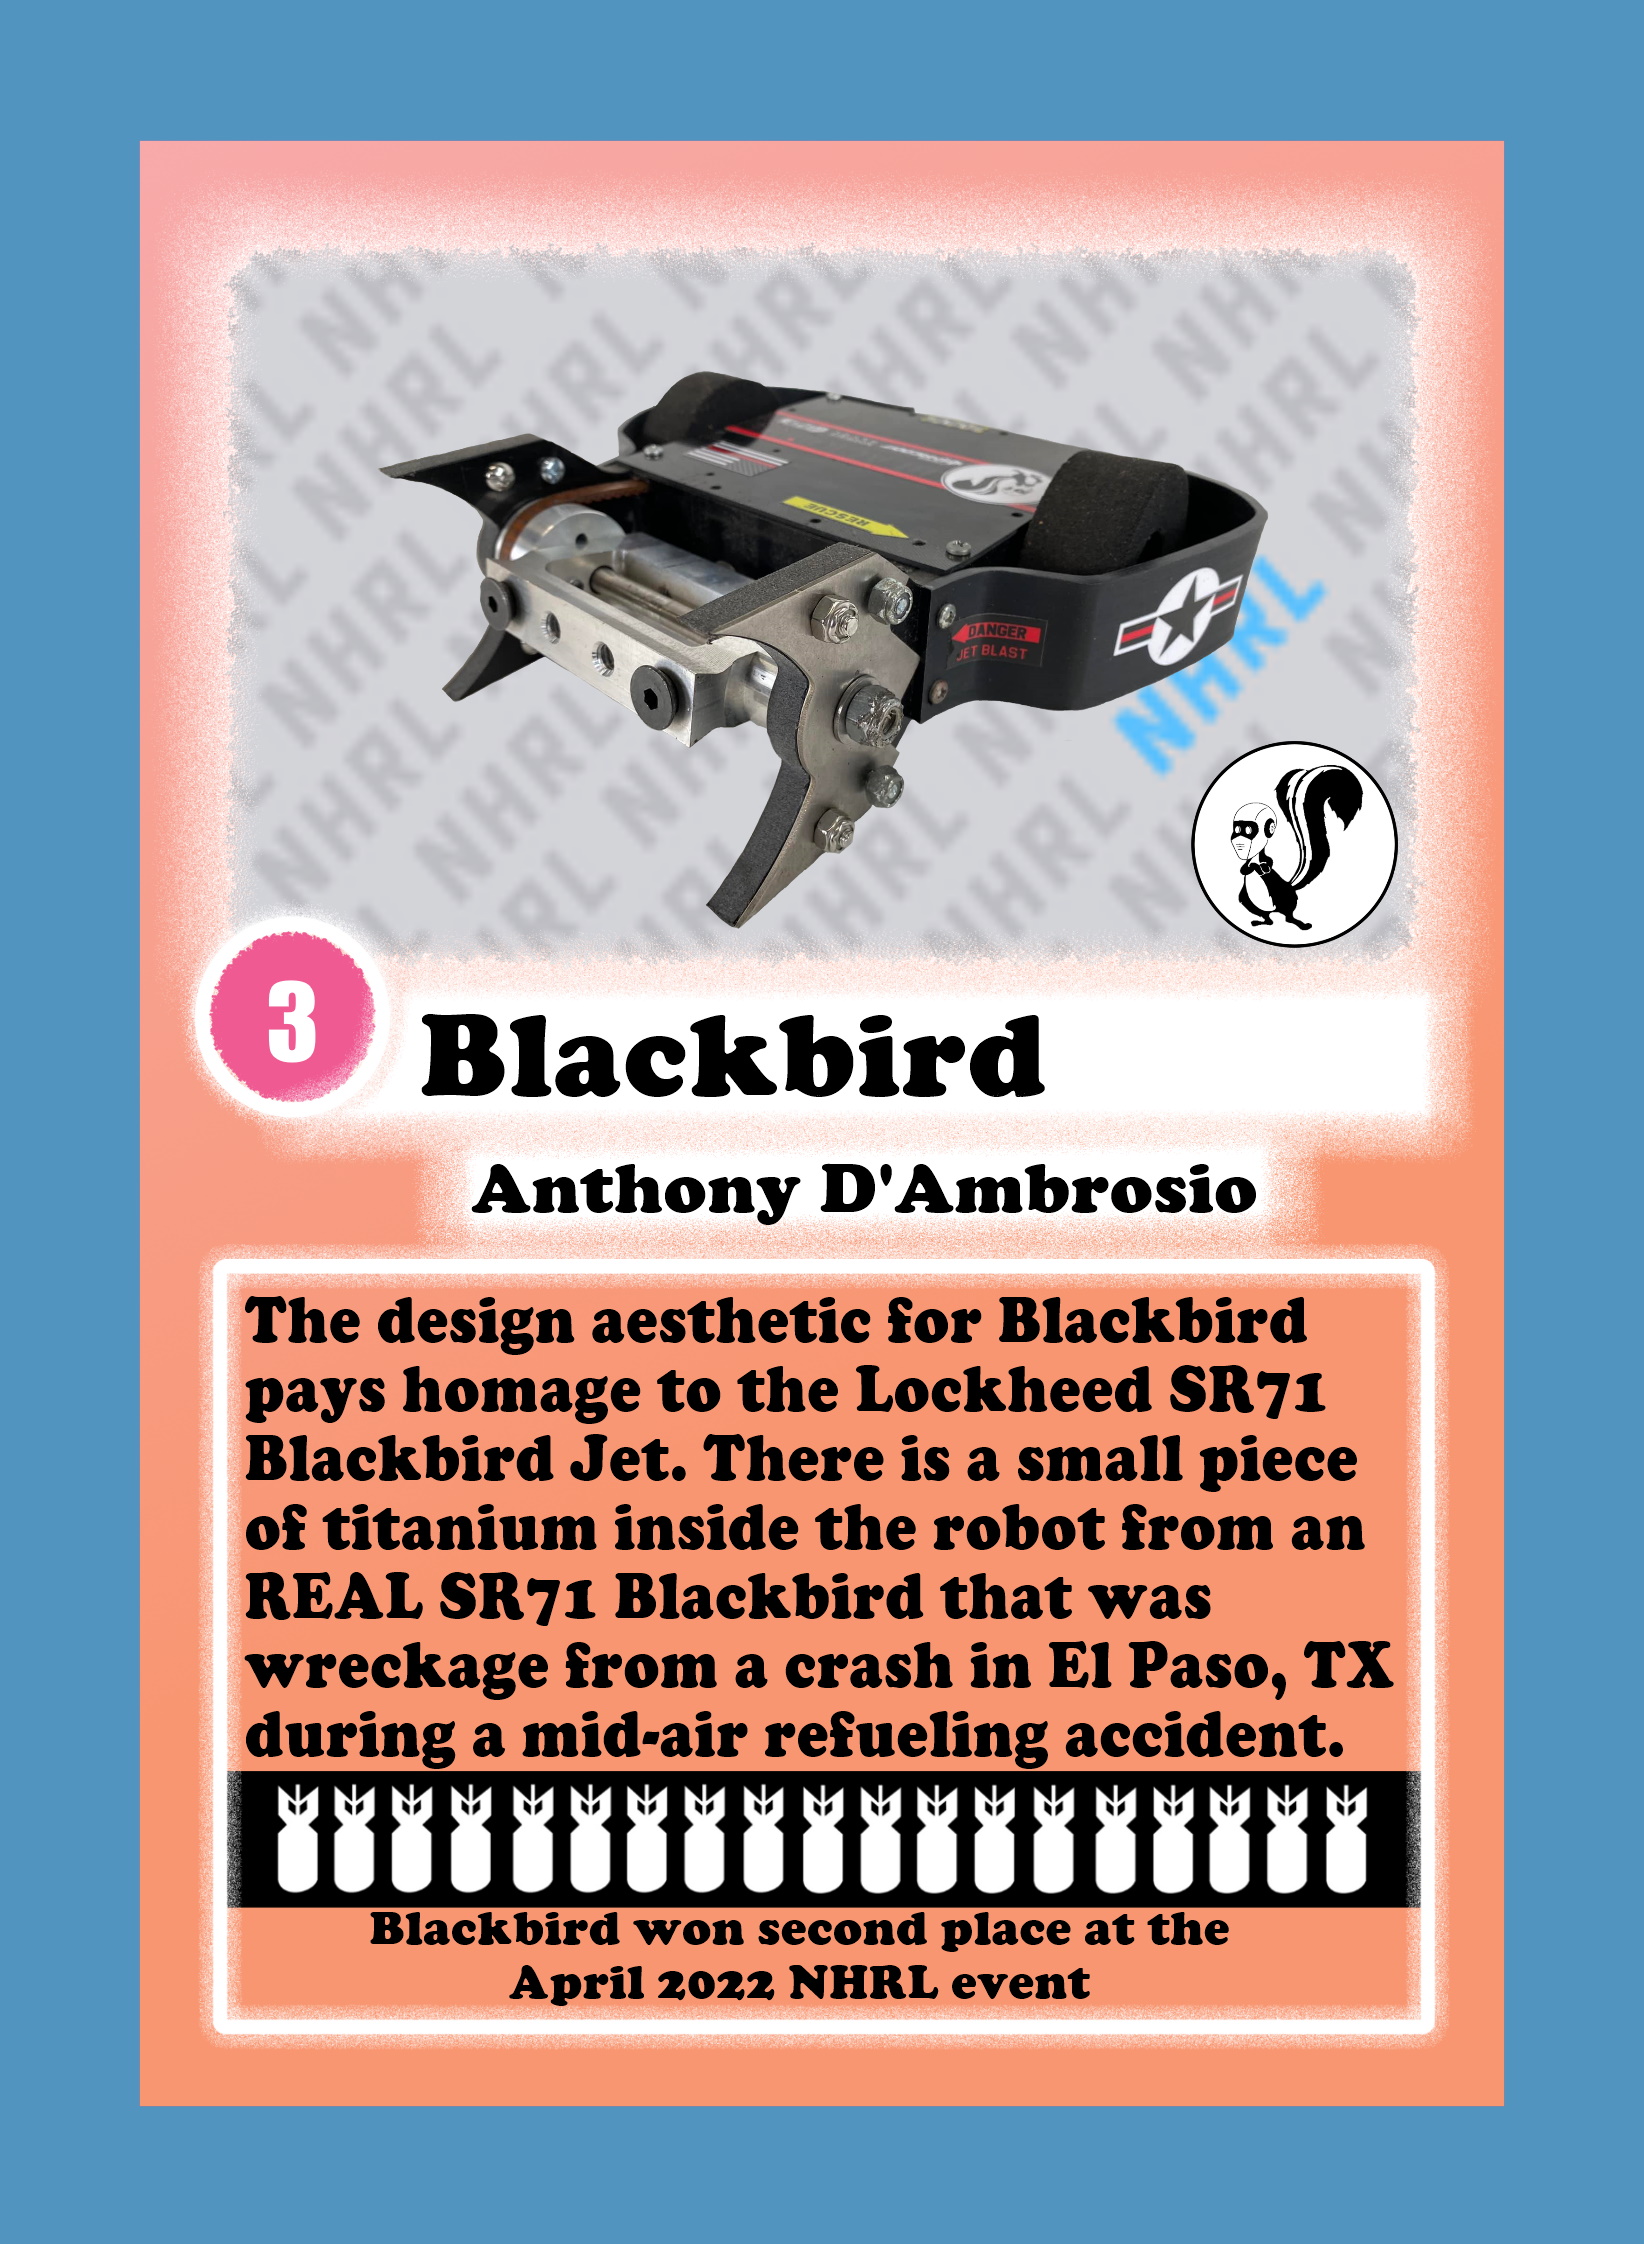 NHRL
RESCUE
DANGER
JET BLAST
NHRL
3
Blackbird
Anthony D'Ambrosio
The design aesthetic for Blackbird
pays homage to the Lockheed SR71
Blackbird Jet. There is a small piece
of titanium inside the robot from an
REAL SR71 Blackbird that was
wreckage from a crash in El Paso, TX
during a mid-air refueling accident.
Blackbird won second place at the
April 2022 NHRL event